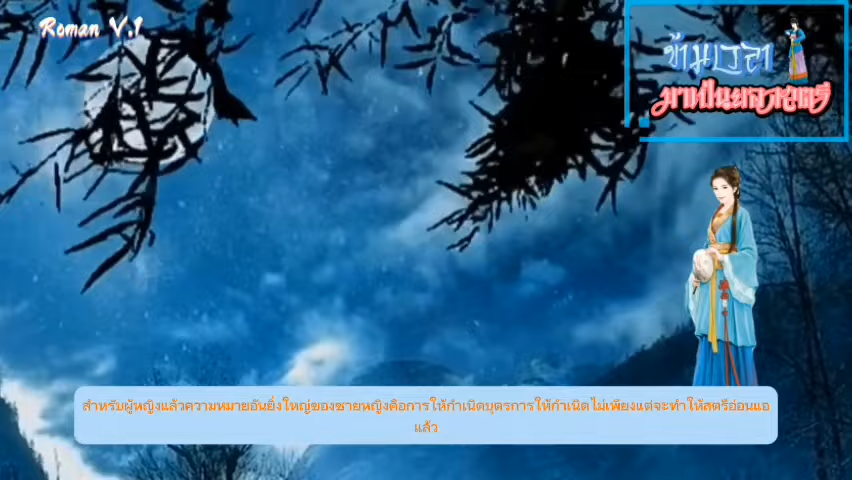 Roman V.1
ข้ามเวลา
มาเป็นยอดสตรี
สำหรับผู้หญิงแล้วความหมายอันยิ่งใหญ่ของชายหญิงคือการให้กำเนิดบุตรการให้กำเนิดไม่เพียงแต่จะทำให้สตรีอ่อนแอ
แล้ว